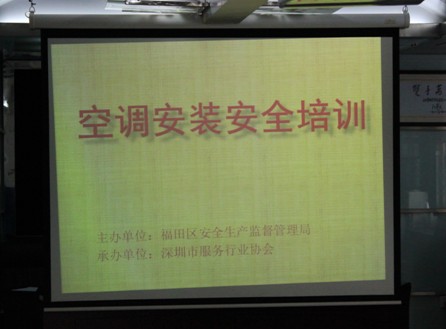 空调安装安全培训
主办单位：福田区安全生产监督管理局
承办单位：深圳市服务行业协会